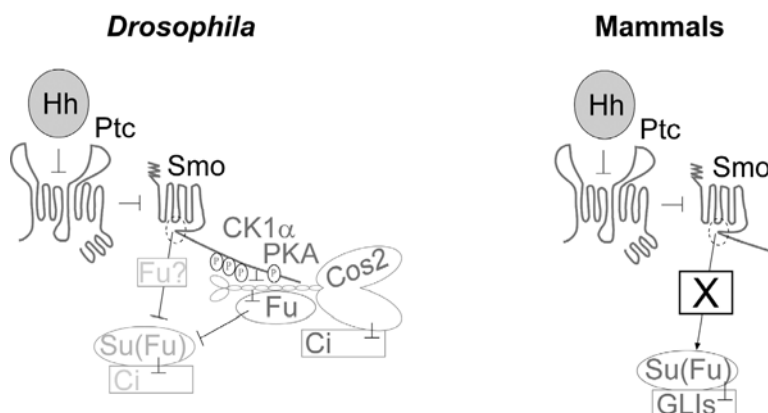 Drosophila
Hh
Ptc
Smo
CK1α
PKA
P P P P
Cos2
Fu?
Fu
Su(Fu)
Ci
Ci
Mammals
Hh
Ptc
Smo
X
Su(Fu)
GLIs